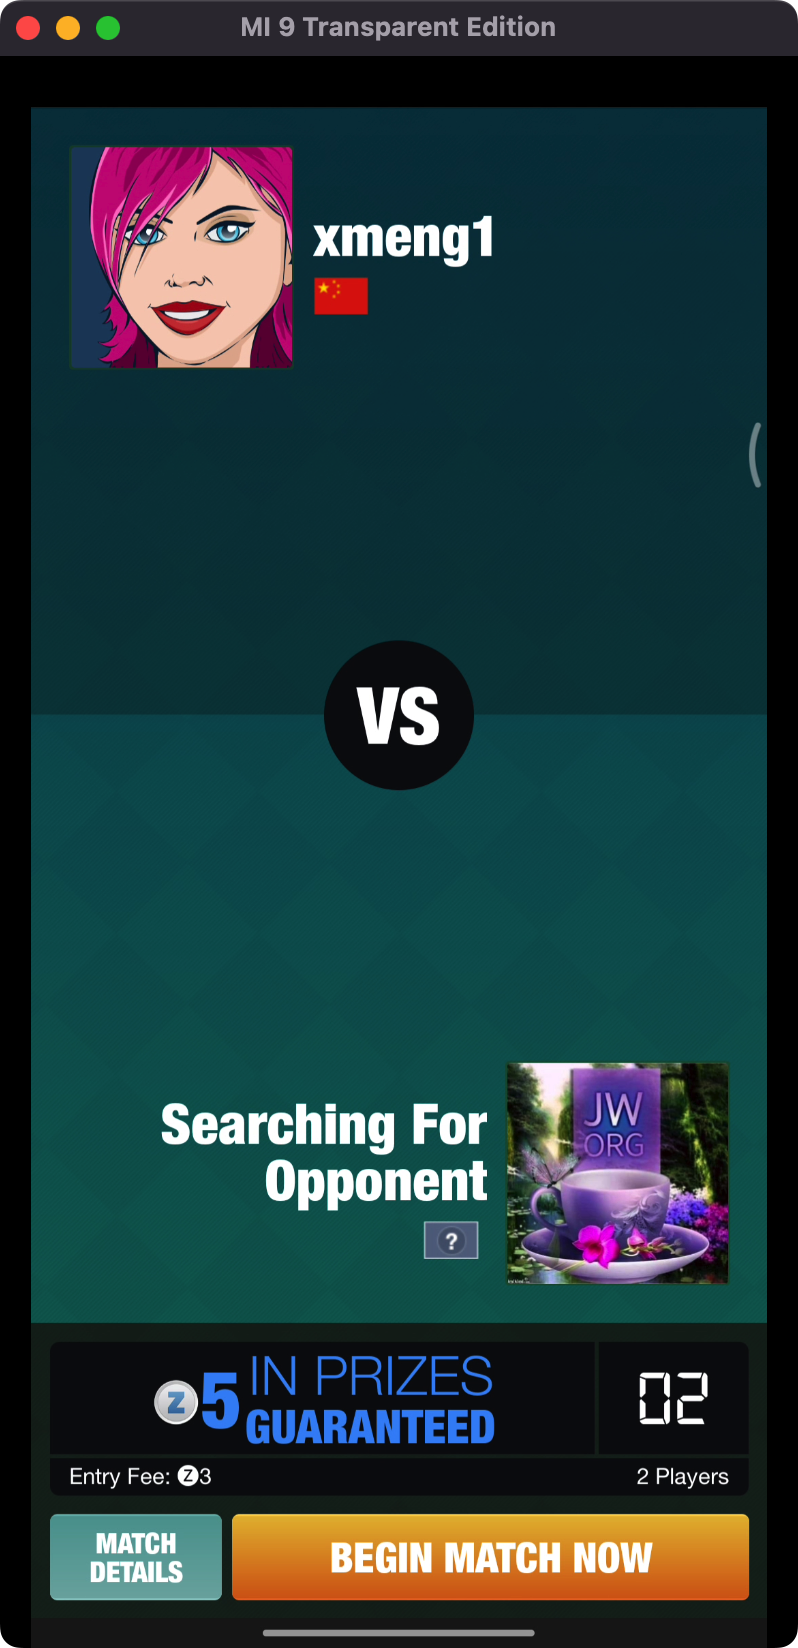 MI 9 Transparent Edition
xmeng1
VS
Searching For
Opponent
?
JW
ORG
Z 5 IN PRIZES
GUARANTEED
02
Entry Fee: Z3
2 Players
MATCH
DETAILS
BEGIN MATCH NOW